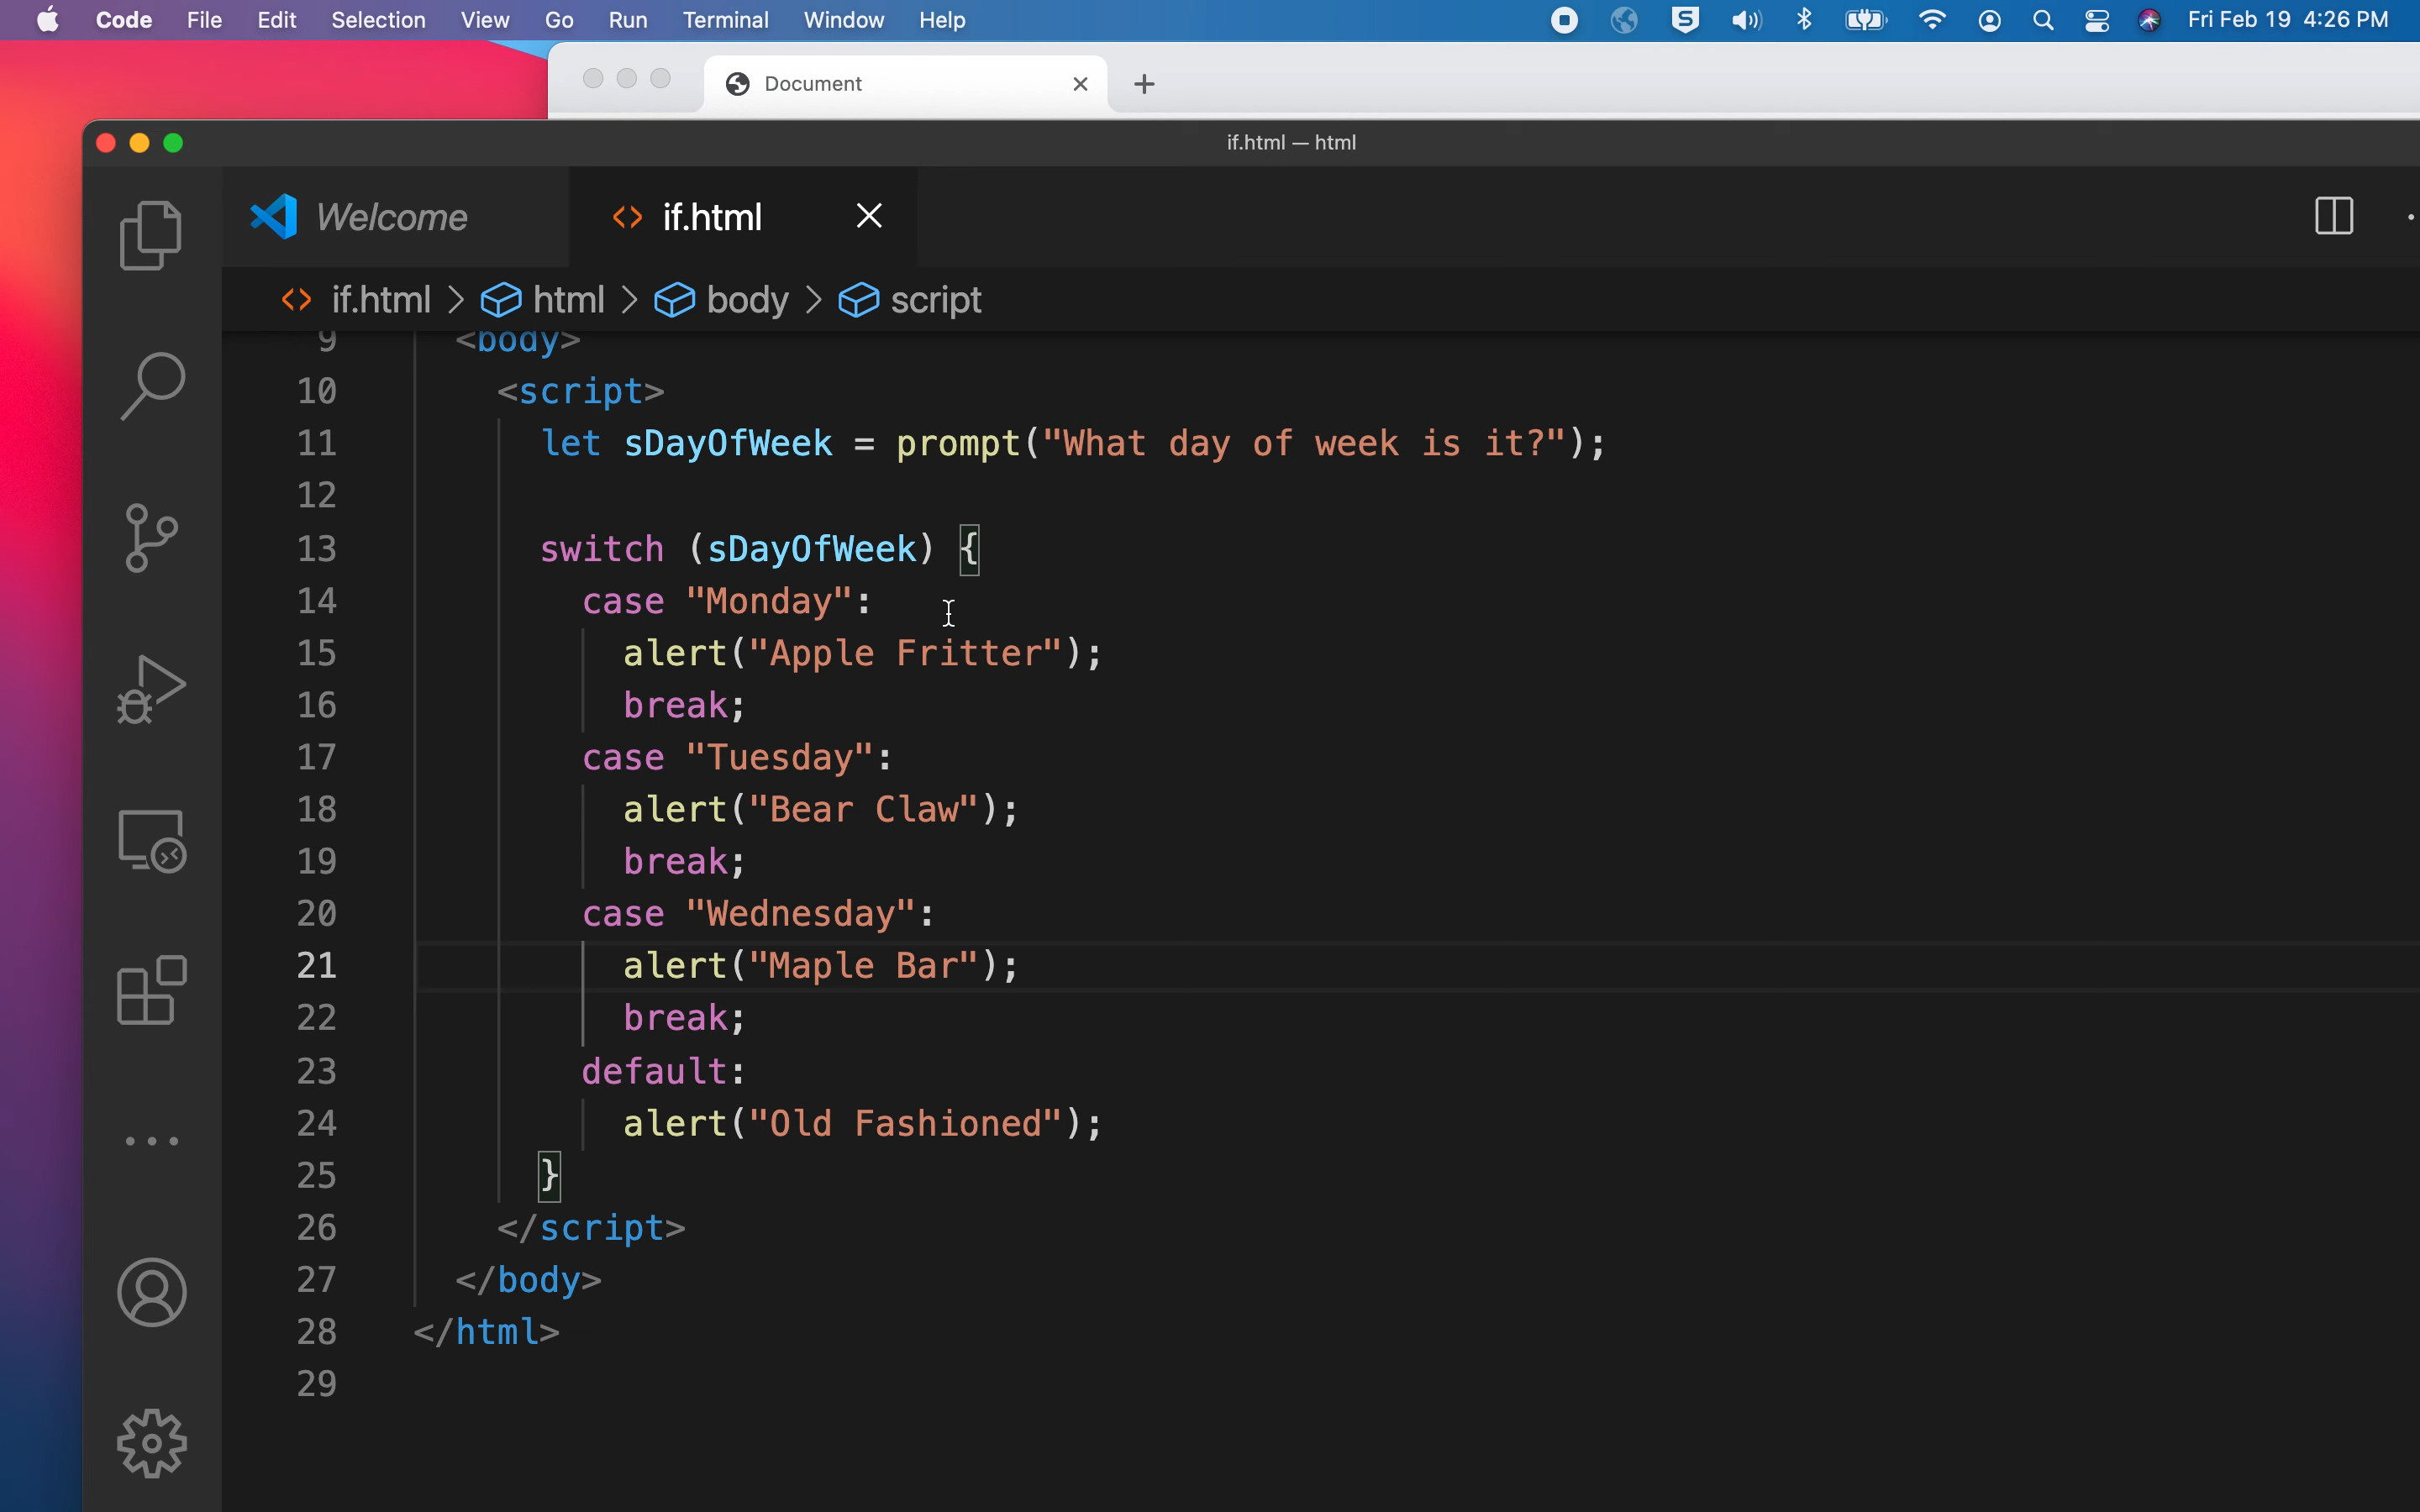 Code File Edit Selection View Go Run Terminal Window Help Fri Feb 19 4:26 PM
Document
if.html — html
Welcome if.html
if.html > html > body > script
9 <body>
10 <script>
11 let sDayOfWeek = prompt("What day of week is it?");
12
13 switch (sDayOfWeek) {
14 case "Monday":
15 alert("Apple Fritter");
16 break;
17 case "Tuesday":
18 alert("Bear Claw");
19 break;
20 case "Wednesday":
21 alert("Maple Bar");
22 break;
23 default:
24 alert("Old Fashioned");
25 }
26 </script>
27 </body>
28 </html>
29